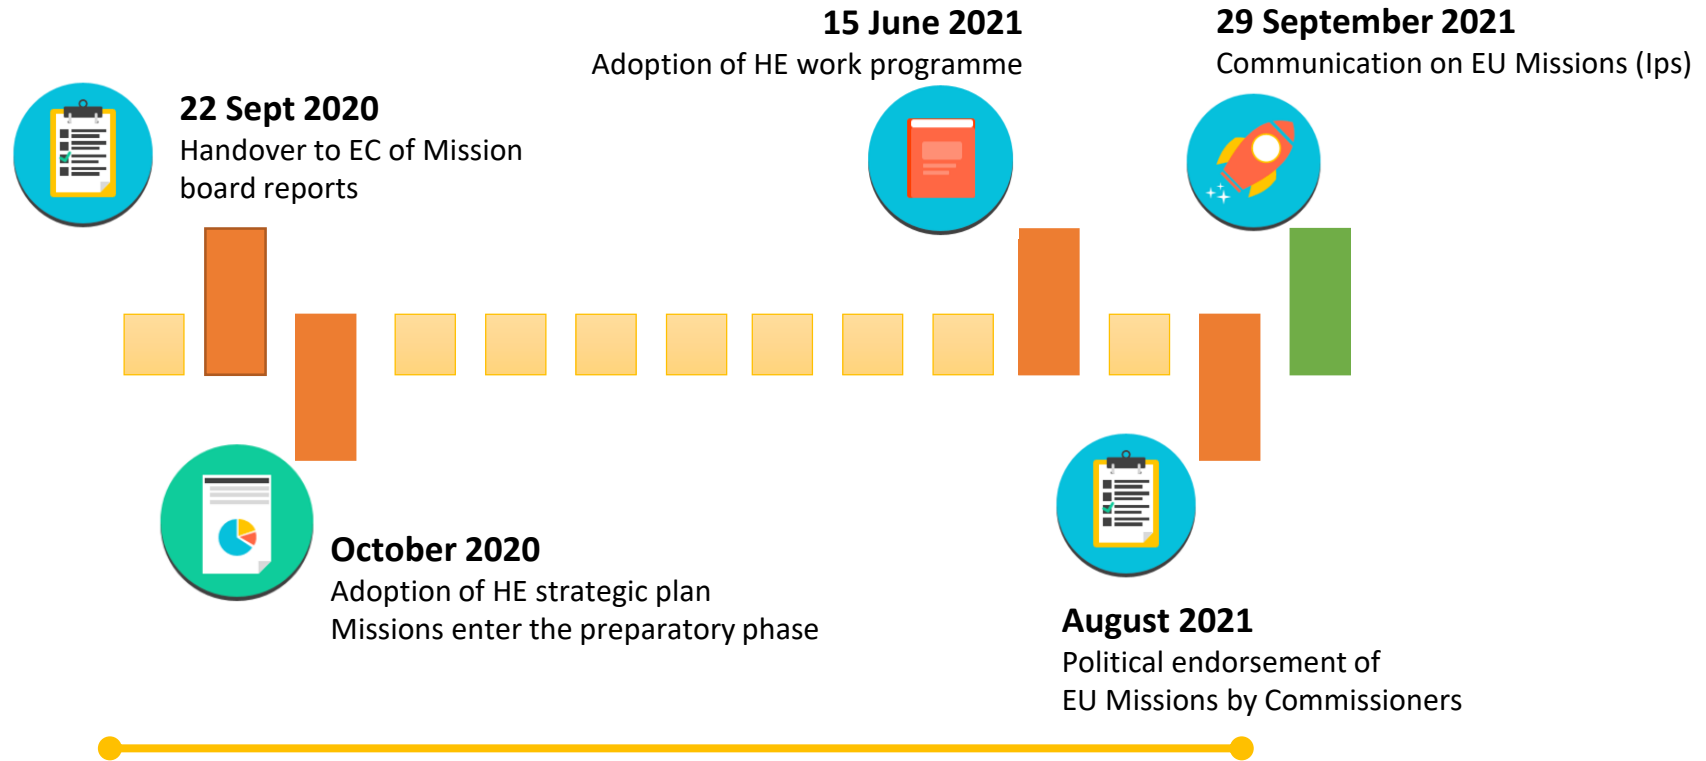 15 June 2021
Adoption of HE work programme
29 September 2021
Communication on EU Missions (Ips)
22 Sept 2020
Handover to EC of Mission
board reports
October 2020
Adoption of HE strategic plan
Missions enter the preparatory phase
August 2021
Political endorsement of
EU Missions by Commissioners